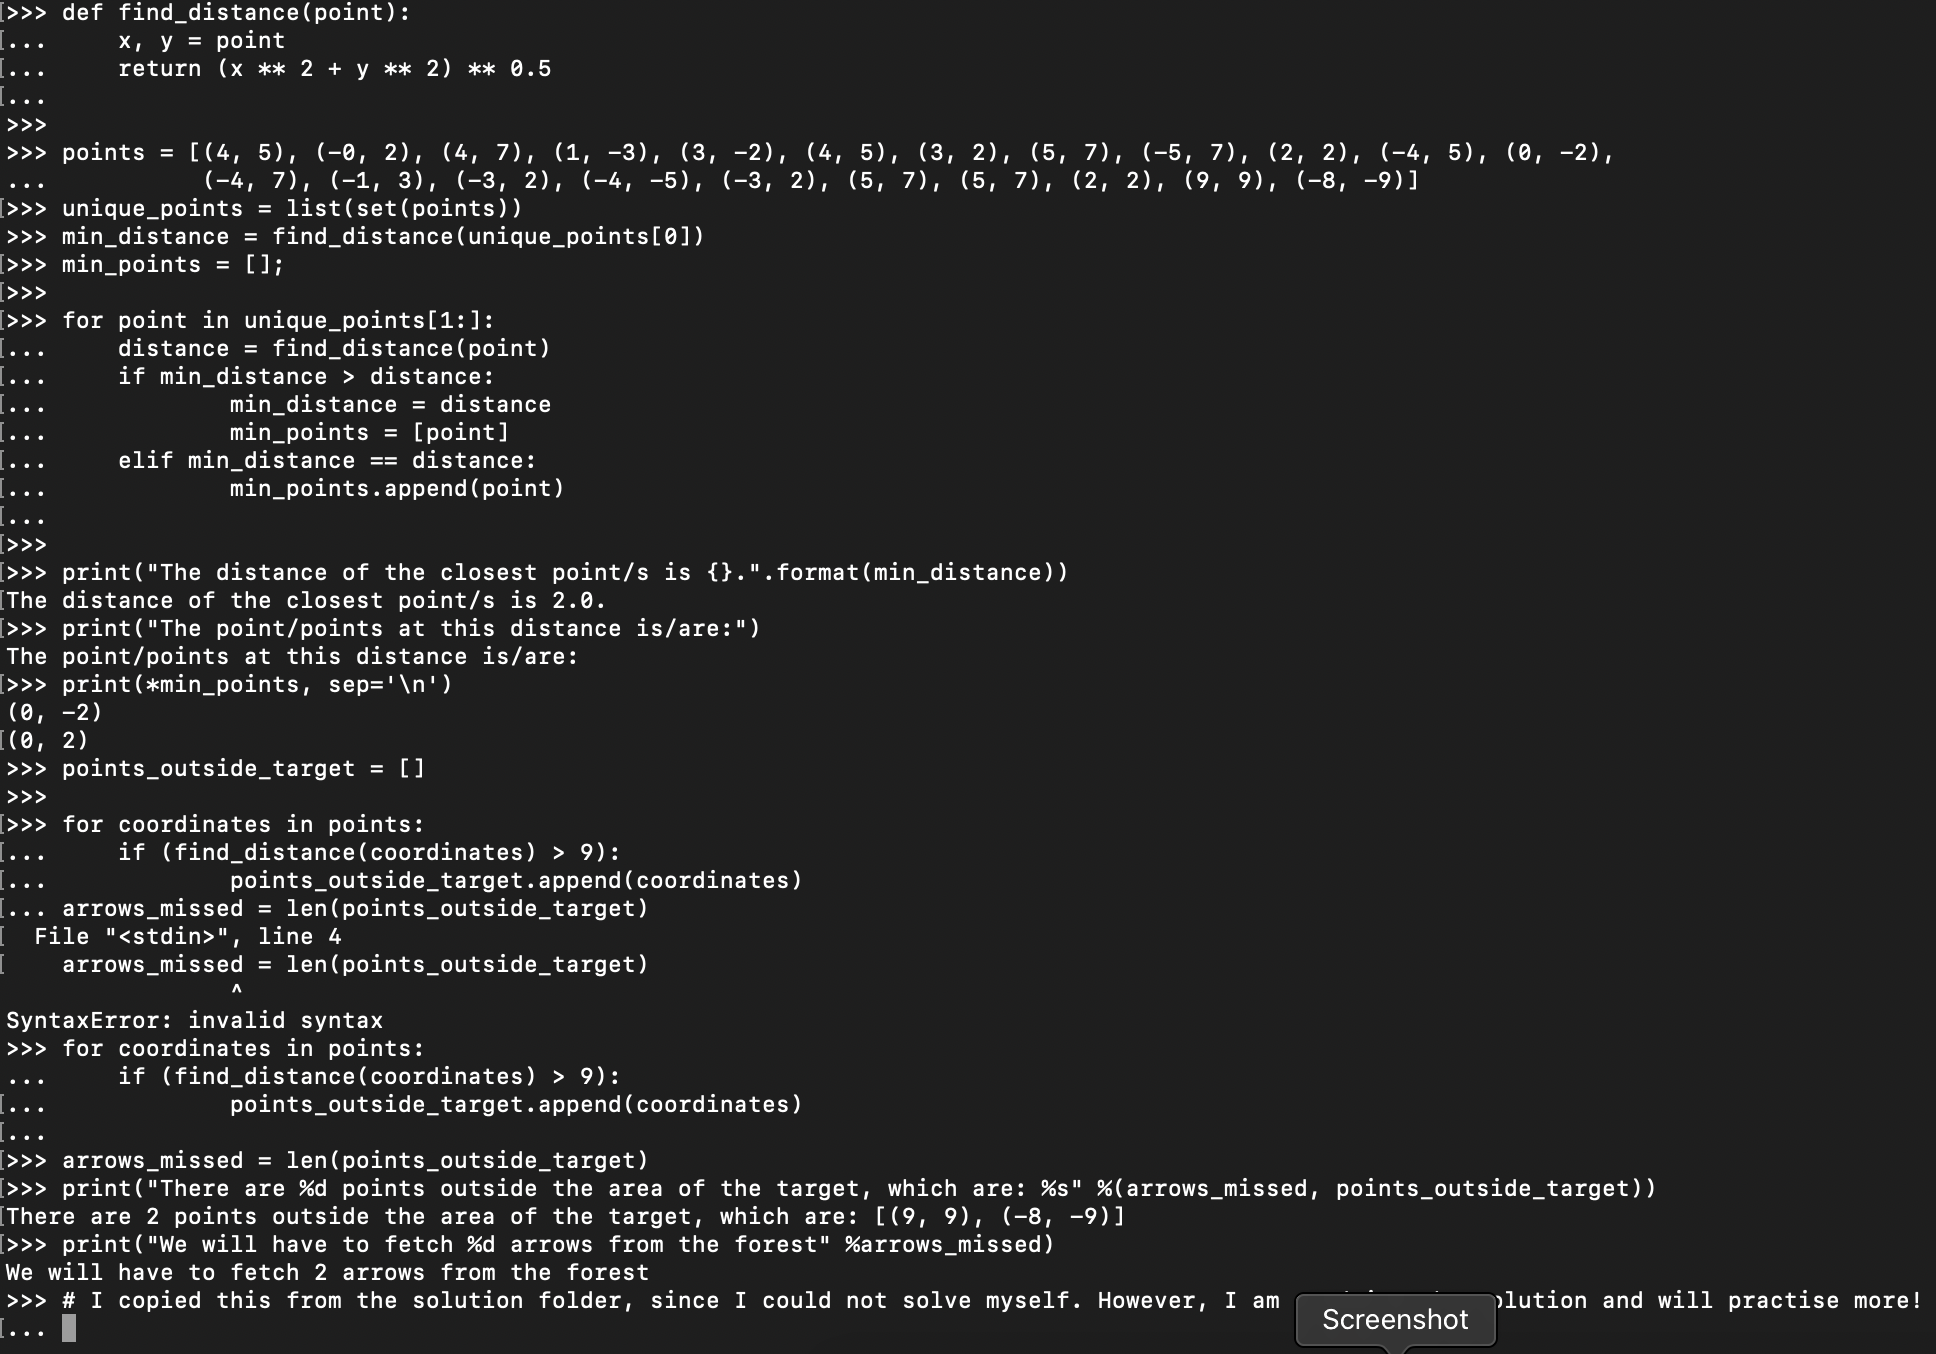 >>> def find_distance(point):
...     x, y = point
...     return (x ** 2 + y ** 2) ** 0.5
...
>>>
>>> points = [(4, 5), (-0, 2), (4, 7), (1, -3), (3, -2), (4, 5), (3, 2), (5, 7), (-5, 7), (2, 2), (-4, 5), (0, -2),
...           (-4, 7), (-1, 3), (-3, 2), (-4, -5), (-3, 2), (5, 7), (5, 7), (2, 2), (9, 9), (-8, -9)]
>>> unique_points = list(set(points))
>>> min_distance = find_distance(unique_points[0])
>>> min_points = [];
>>>
>>> for point in unique_points[1:]:
...     distance = find_distance(point)
...     if min_distance > distance:
...             min_distance = distance
...             min_points = [point]
...     elif min_distance == distance:
...             min_points.append(point)
...
>>>
>>> print("The distance of the closest point/s is {}.".format(min_distance))
The distance of the closest point/s is 2.0.
>>> print("The point/points at this distance is/are:")
The point/points at this distance is/are:
>>> print(*min_points, sep='\n')
(0, -2)
(0, 2)
>>> points_outside_target = []
>>>
>>> for coordinates in points:
...     if (find_distance(coordinates) > 9):
...             points_outside_target.append(coordinates)
... arrows_missed = len(points_outside_target)
  File "<stdin>", line 4
    arrows_missed = len(points_outside_target)
                ^
SyntaxError: invalid syntax
>>> for coordinates in points:
...     if (find_distance(coordinates) > 9):
...             points_outside_target.append(coordinates)
...
>>> arrows_missed = len(points_outside_target)
>>> print("There are %d points outside the area of the target, which are: %s" %(arrows_missed, points_outside_target))
There are 2 points outside the area of the target, which are: [(9, 9), (-8, -9)]
>>> print("We will have to fetch %d arrows from the forest" %arrows_missed)
We will have to fetch 2 arrows from the forest
>>> # I copied this from the solution folder, since I could not solve myself. However, I am olution and will practise more!
...
Screenshot